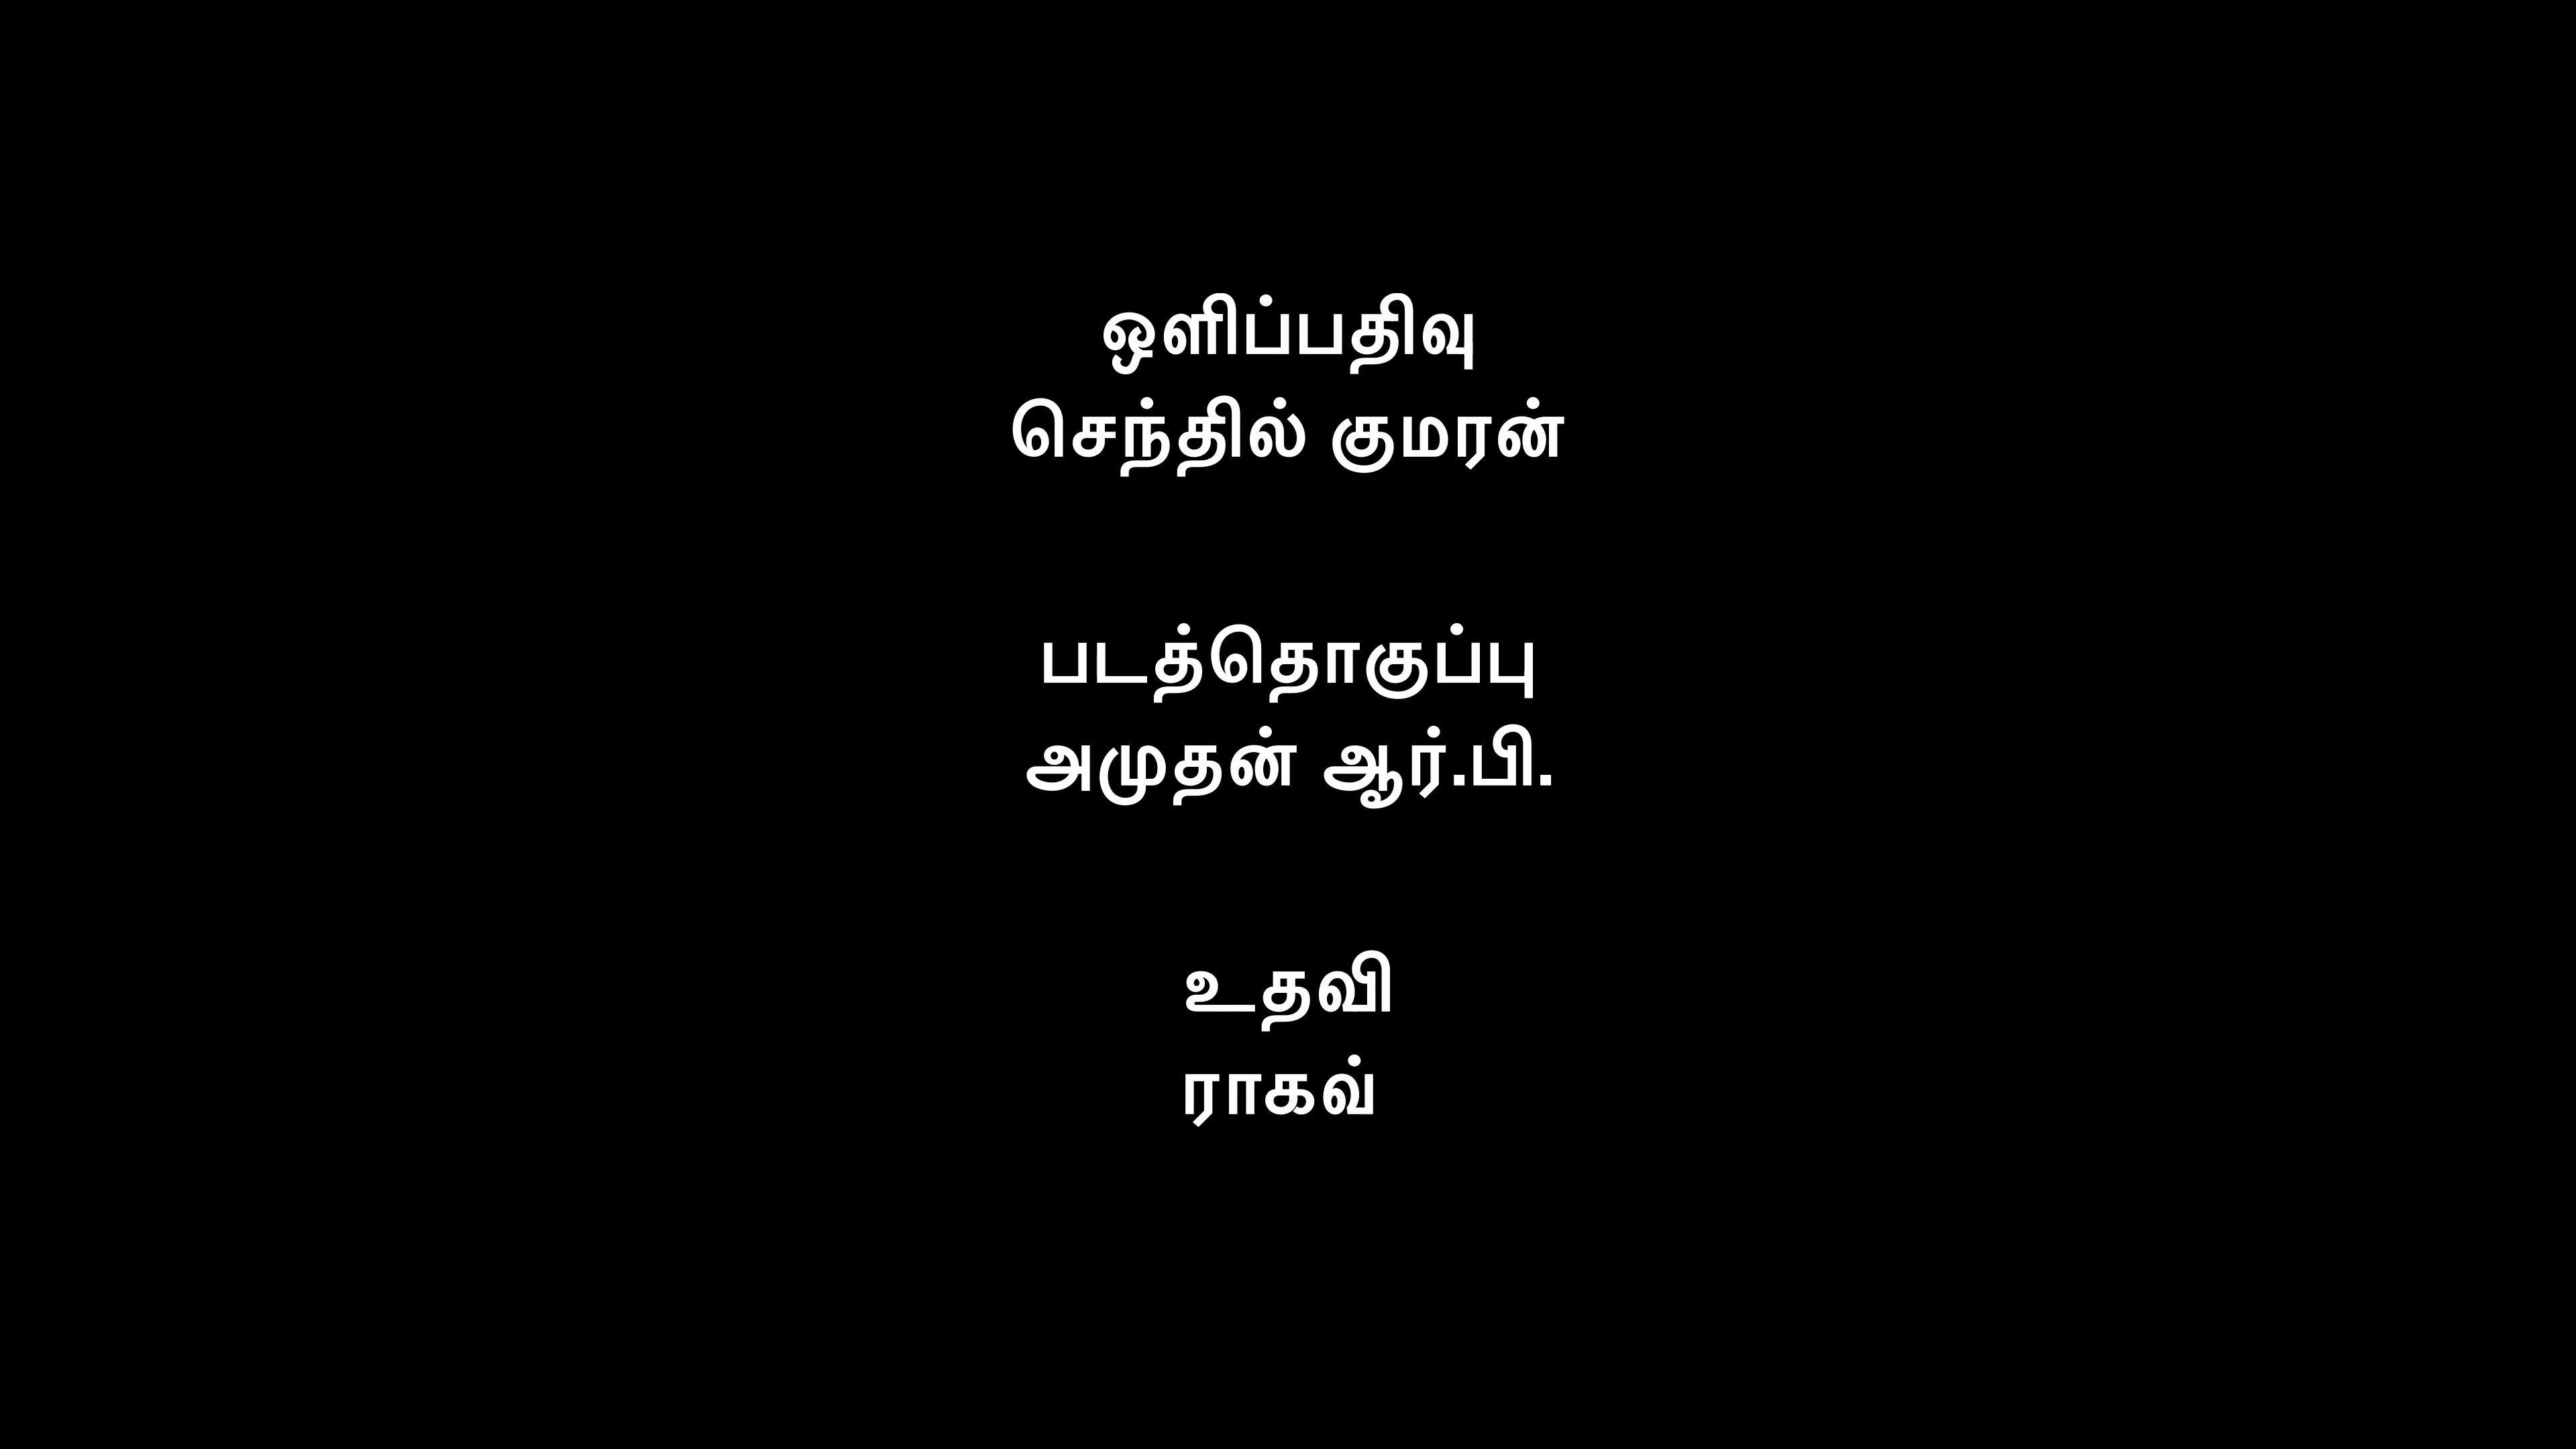 ஒளிப்பதிவு
செந்தில் குமரன்
படத்தொகுப்பு
அமுதன் ஆர்.பி.
உதவி
ராகவ்